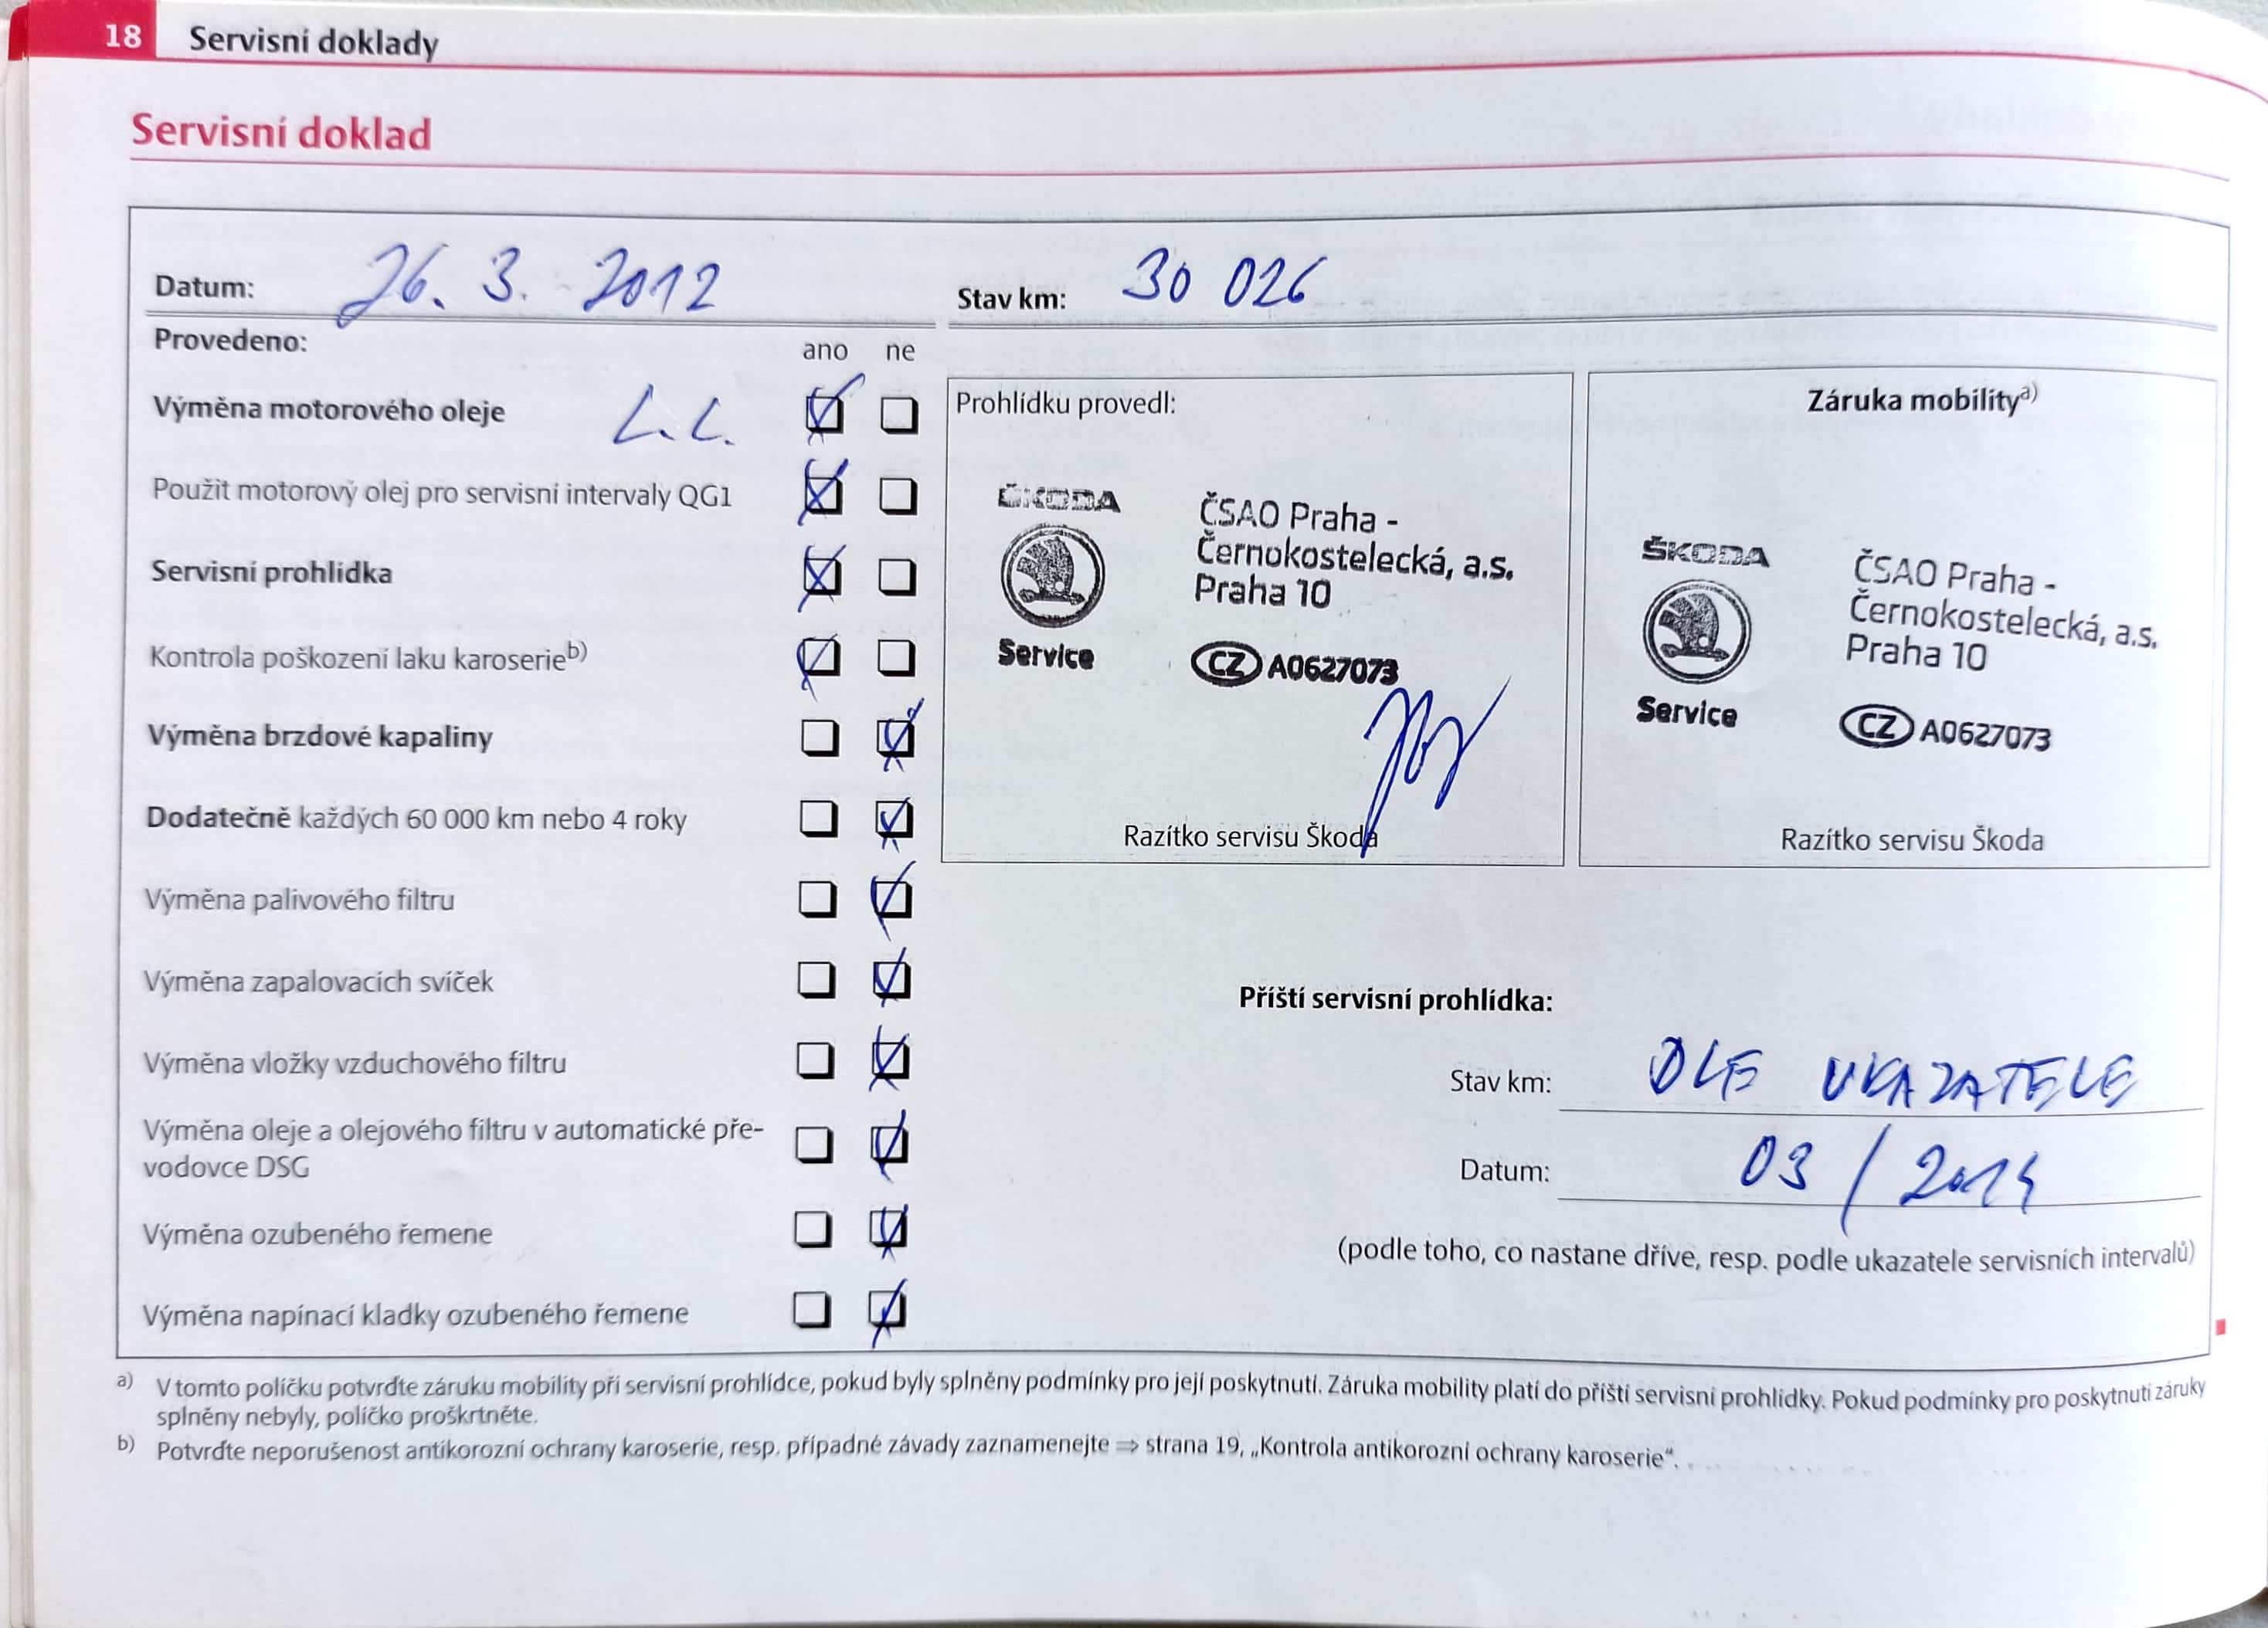 18 Servisní doklady
Servisní doklad
Datum: 26. 3. 2012
Stav km: 30 026
Provedeno: ano ne
Výměna motorového oleje L.L.
Použit motorový olej pro servisní intervaly QG1
Servisní prohlídka
Kontrola poškození laku karoserie b)
Výměna brzdové kapaliny
Dodatečně každých 60 000 km nebo 4 roky
Výměna palivového filtru
Výměna zapalovacích svíček
Výměna vložky vzduchového filtru
Výměna oleje a olejového filtru v automatické pře-
vodovce DSG
Výměna ozubeného řemene
Výměna napínací kladky ozubeného řemene
Prohlídku provedl:
ŠKODA
Service
ČSAO Praha -
Černokostelecká, a.s.
Praha 10
CZ A0627073
Razítko servisu Škoda
Záruka mobility a)
ŠKODA
Service
ČSAO Praha -
Černokostelecká, a.s.
Praha 10
CZ A0627073
Razítko servisu Škoda
Příští servisní prohlídka:
Stav km: DLE UKAZATELE
Datum: 03 / 2014
(podle toho, co nastane dříve, resp. podle ukazatele servisních intervalů)
a) V tomto políčku potvrďte záruku mobility při servisní prohlídce, pokud byly splněny podmínky pro její poskytnutí. Záruka mobility platí do příští servisní prohlídky. Pokud podmínky pro poskytnutí záruky
splněny nebyly, políčko proškrtněte.
b) Potvrďte neporušenost antikorozní ochrany karoserie, resp. případné závady zaznamenejte ⇒ strana 19, „Kontrola antikorozní ochrany karoserie“.